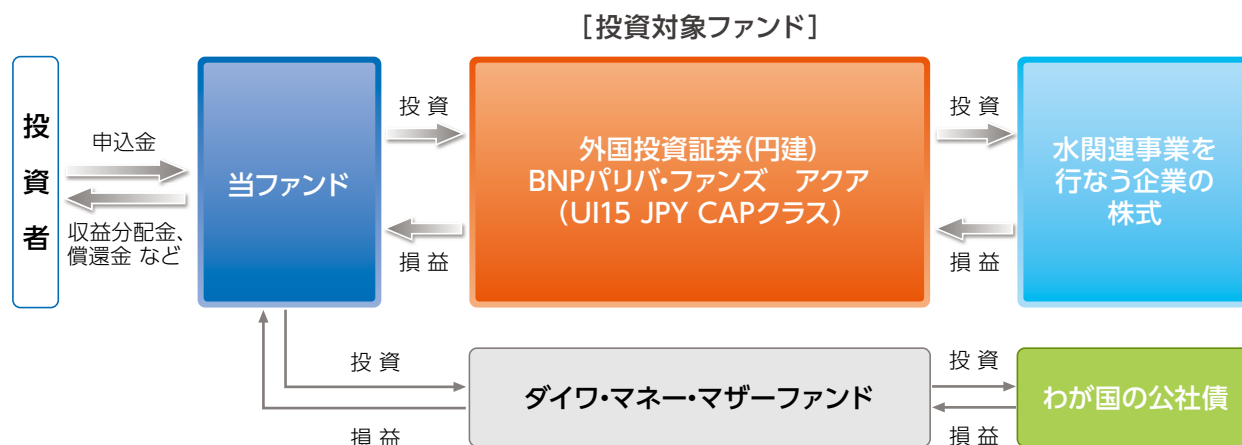 [投資対象ファンド]
投資者
申込金
収益分配金、
償還金 など
当ファンド
投 資
損 益
外国投資証券(円建)
BNPパリバ・ファンズ　アクア
(UI15 JPY CAPクラス)
投 資
損 益
水関連事業を
行なう企業の
株式
投 資
損 益
ダイワ・マネー・マザーファンド
投 資
損 益
わが国の公社債